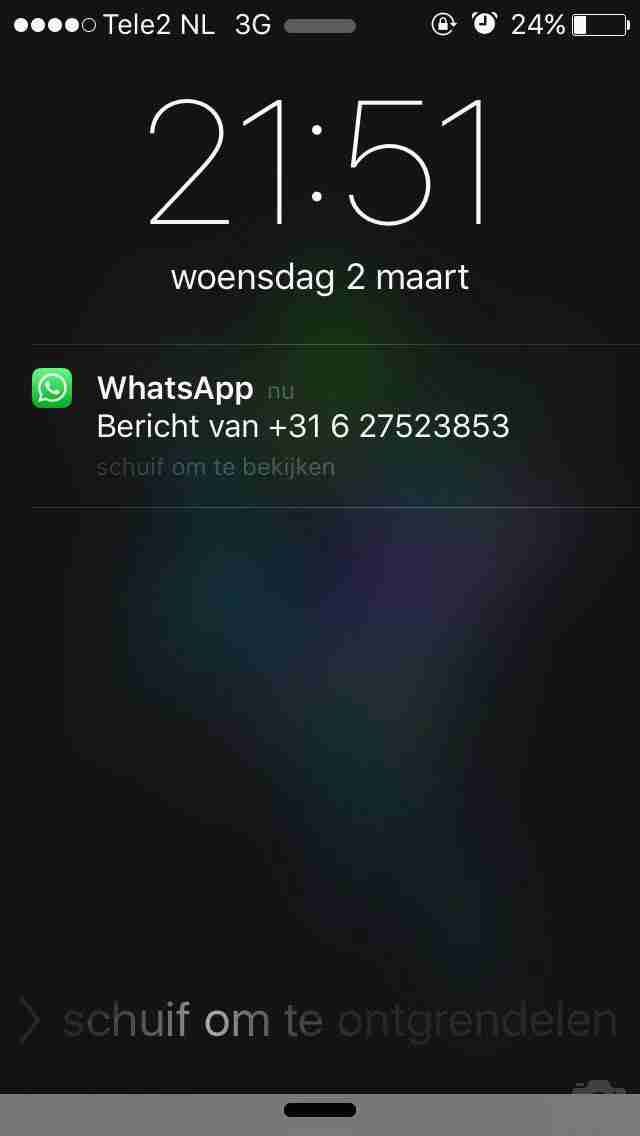 Tele2 NL 3G 24%
21:51
woensdag 2 maart
WhatsApp nu
Bericht van +31 6 27523853
schuif om te bekijken
schuif om te ontgrendelen